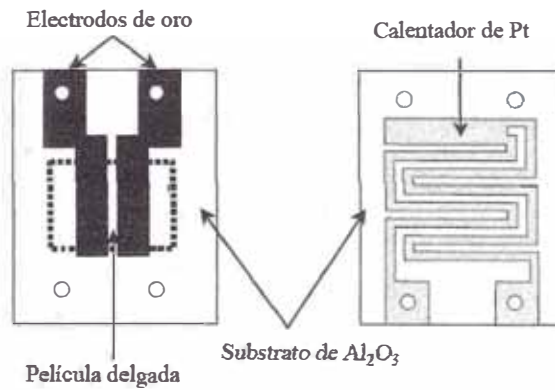 Electrodos de oro
Calentador de Pt
Substrato de Al₂O₃
Película delgada